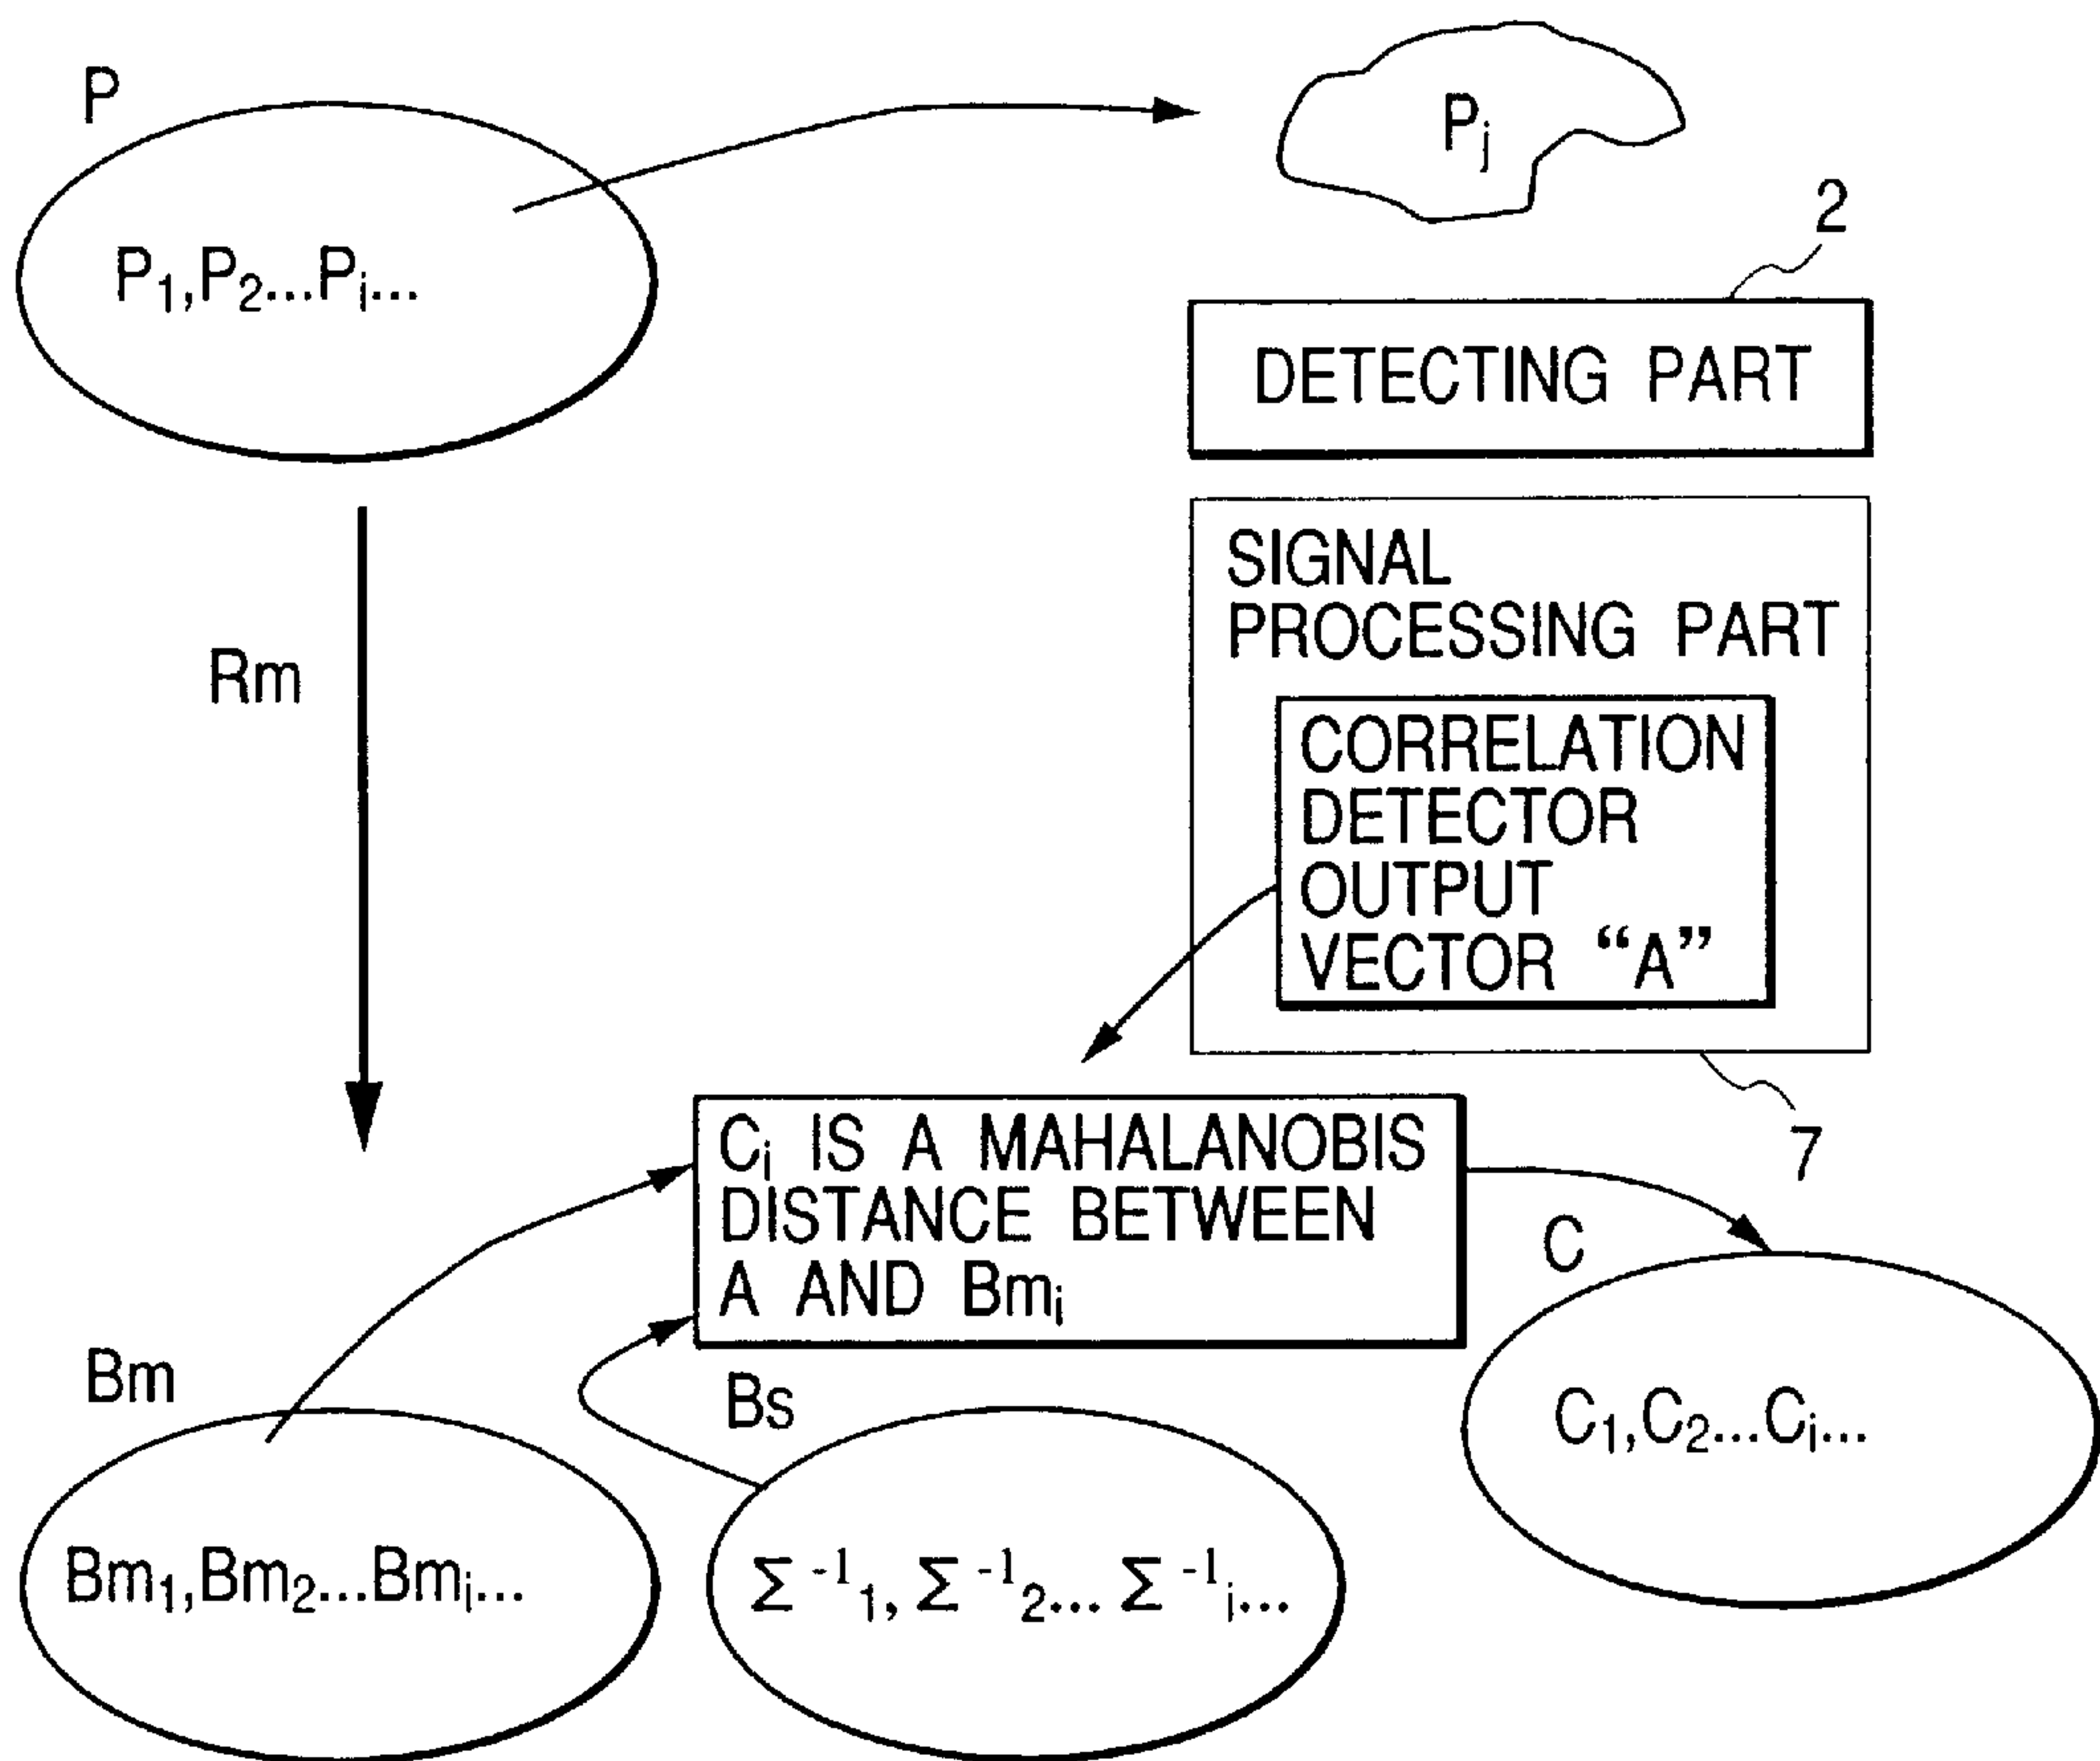 P
P₁,P₂...Pᵢ...
Pⱼ
2
DETECTING PART
SIGNAL
PROCESSING PART
CORRELATION
DETECTOR
OUTPUT
VECTOR “A”
7
Rm
Cᵢ IS A MAHALANOBIS
DISTANCE BETWEEN
A AND Bmᵢ
C
C₁,C₂...Cᵢ...
Bm
Bm₁,Bm₂...Bmᵢ...
Bs
Σ⁻¹₁, Σ⁻¹₂... Σ⁻¹ᵢ...